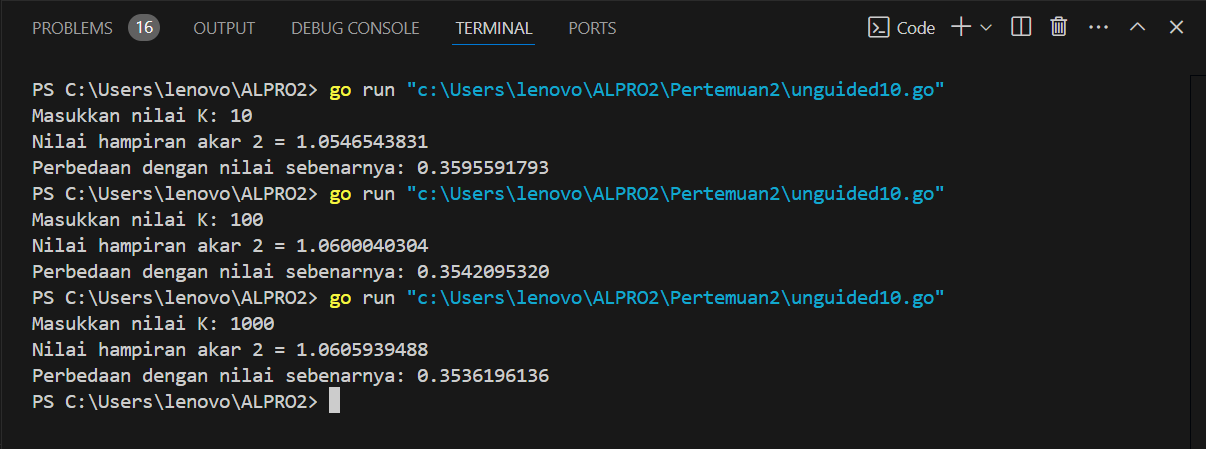 PROBLEMS 16 OUTPUT DEBUG CONSOLE TERMINAL PORTS Code
PS C:\Users\lenovo\ALPRO2> go run "c:\Users\lenovo\ALPRO2\Pertemuan2\unguided10.go"
Masukkan nilai K: 10
Nilai hampiran akar 2 = 1.0546543831
Perbedaan dengan nilai sebenarnya: 0.3595591793
PS C:\Users\lenovo\ALPRO2> go run "c:\Users\lenovo\ALPRO2\Pertemuan2\unguided10.go"
Masukkan nilai K: 100
Nilai hampiran akar 2 = 1.0600040304
Perbedaan dengan nilai sebenarnya: 0.3542095320
PS C:\Users\lenovo\ALPRO2> go run "c:\Users\lenovo\ALPRO2\Pertemuan2\unguided10.go"
Masukkan nilai K: 1000
Nilai hampiran akar 2 = 1.0605939488
Perbedaan dengan nilai sebenarnya: 0.3536196136
PS C:\Users\lenovo\ALPRO2>